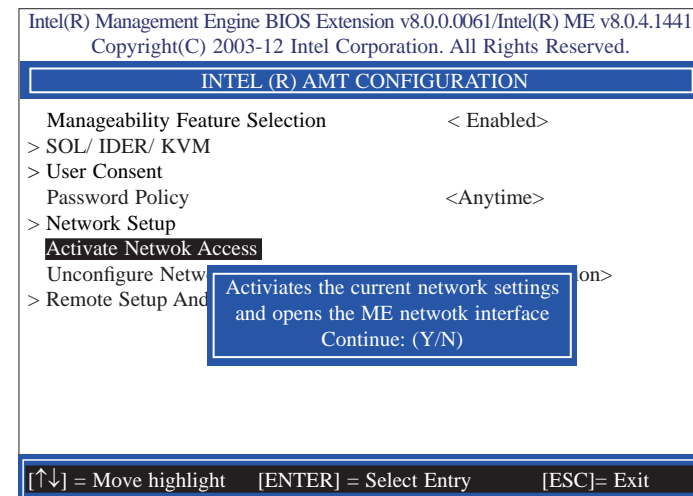 Intel(R) Management Engine BIOS Extension v8.0.0.0061/Intel(R) ME v8.0.4.1441
Copyright(C) 2003-12 Intel Corporation. All Rights Reserved.
INTEL (R) AMT CONFIGURATION
Manageability Feature Selection < Enabled>
> SOL/ IDER/ KVM
> User Consent
Password Policy <Anytime>
> Network Setup
Activate Netwok Access
Unconfigure Netw on>
> Remote Setup And
Activiates the current network settings
and opens the ME netwotk interface
Continue: (Y/N)
[↑↓] = Move highlight [ENTER] = Select Entry [ESC]= Exit